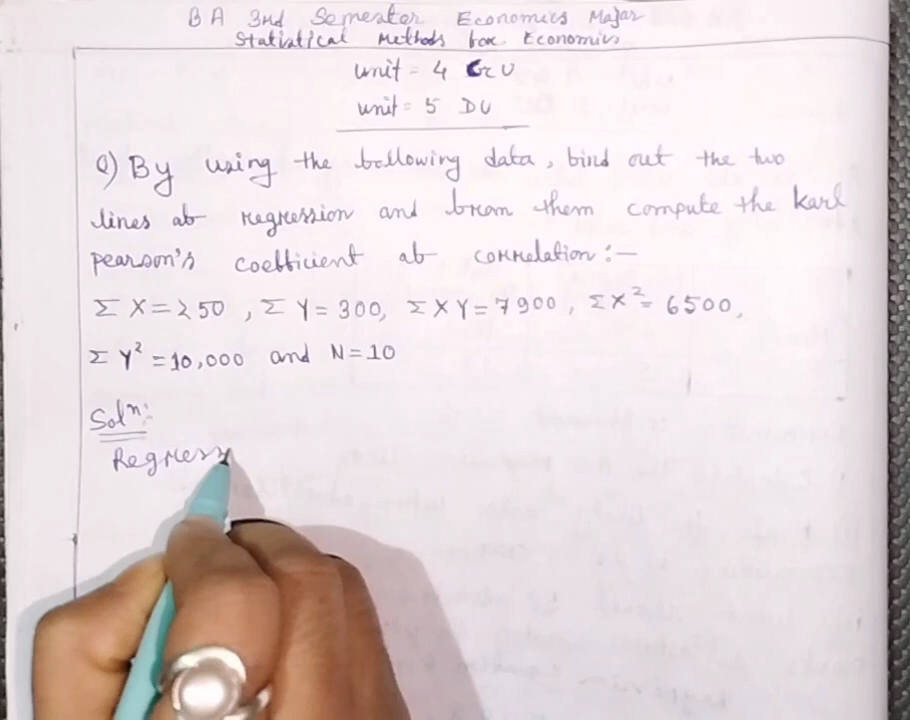 BA 3rd Semester Economics Major
Statistical Methods for Economics
unit = 4 GU
unit = 5 DU
Q) By using the following data, find out the two
lines of regression and from them compute the karl
pearson's coefficient of correlation :—
Σ X = 250 , Σ Y = 300, Σ XY = 7900 , Σ X² = 6500,
Σ Y² = 10,000 and N = 10
Solⁿ:
Regress